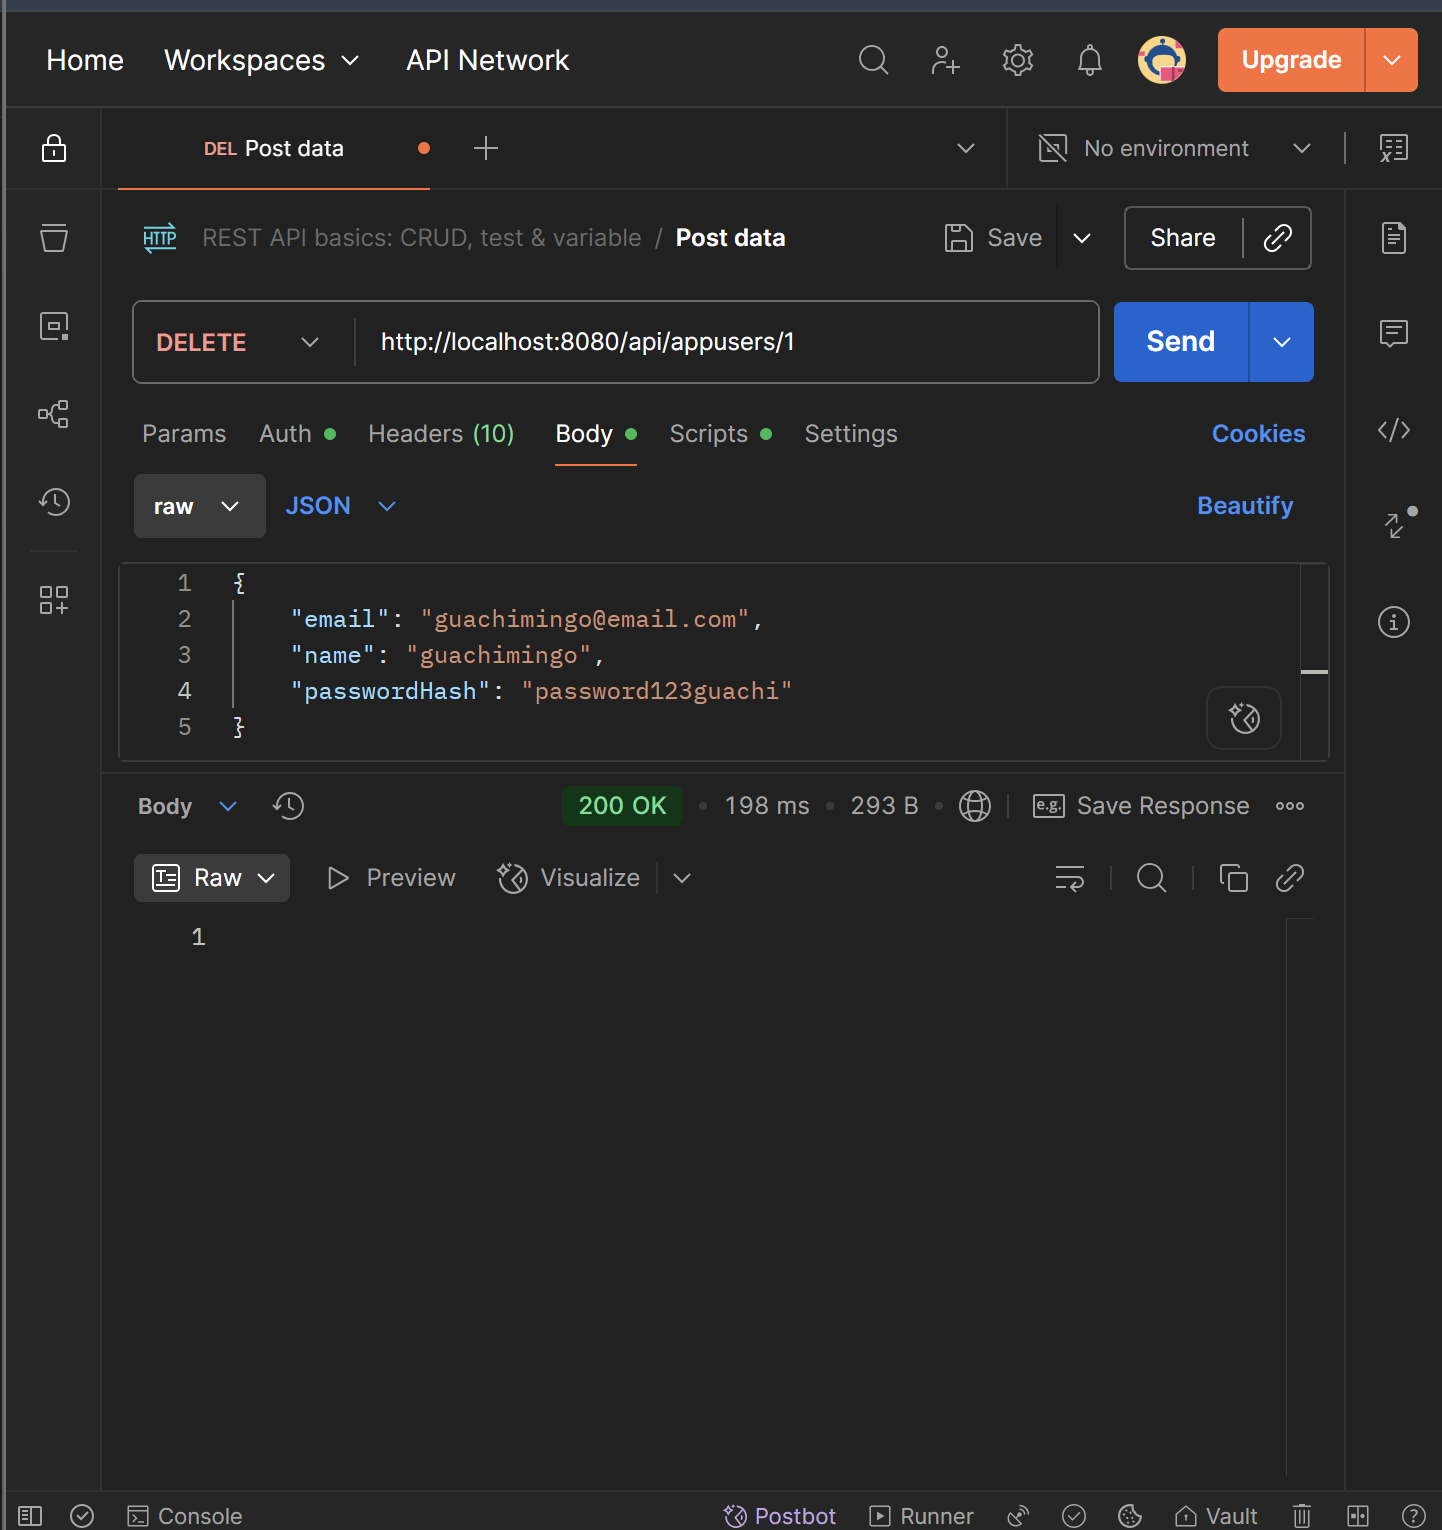 Home Workspaces API Network Upgrade
DEL Post data No environment
HTTP REST API basics: CRUD, test & variable / Post data Save Share
DELETE http://localhost:8080/api/appusers/1 Send
Params Auth Headers (10) Body Scripts Settings Cookies
raw JSON Beautify
1 {
2 "email": "guachimingo@email.com",
3 "name": "guachimingo",
4 "passwordHash": "password123guachi"
5 }
Body 200 OK • 198 ms • 293 B • e.g. Save Response
Raw Preview Visualize
1
Console Postbot Runner Vault